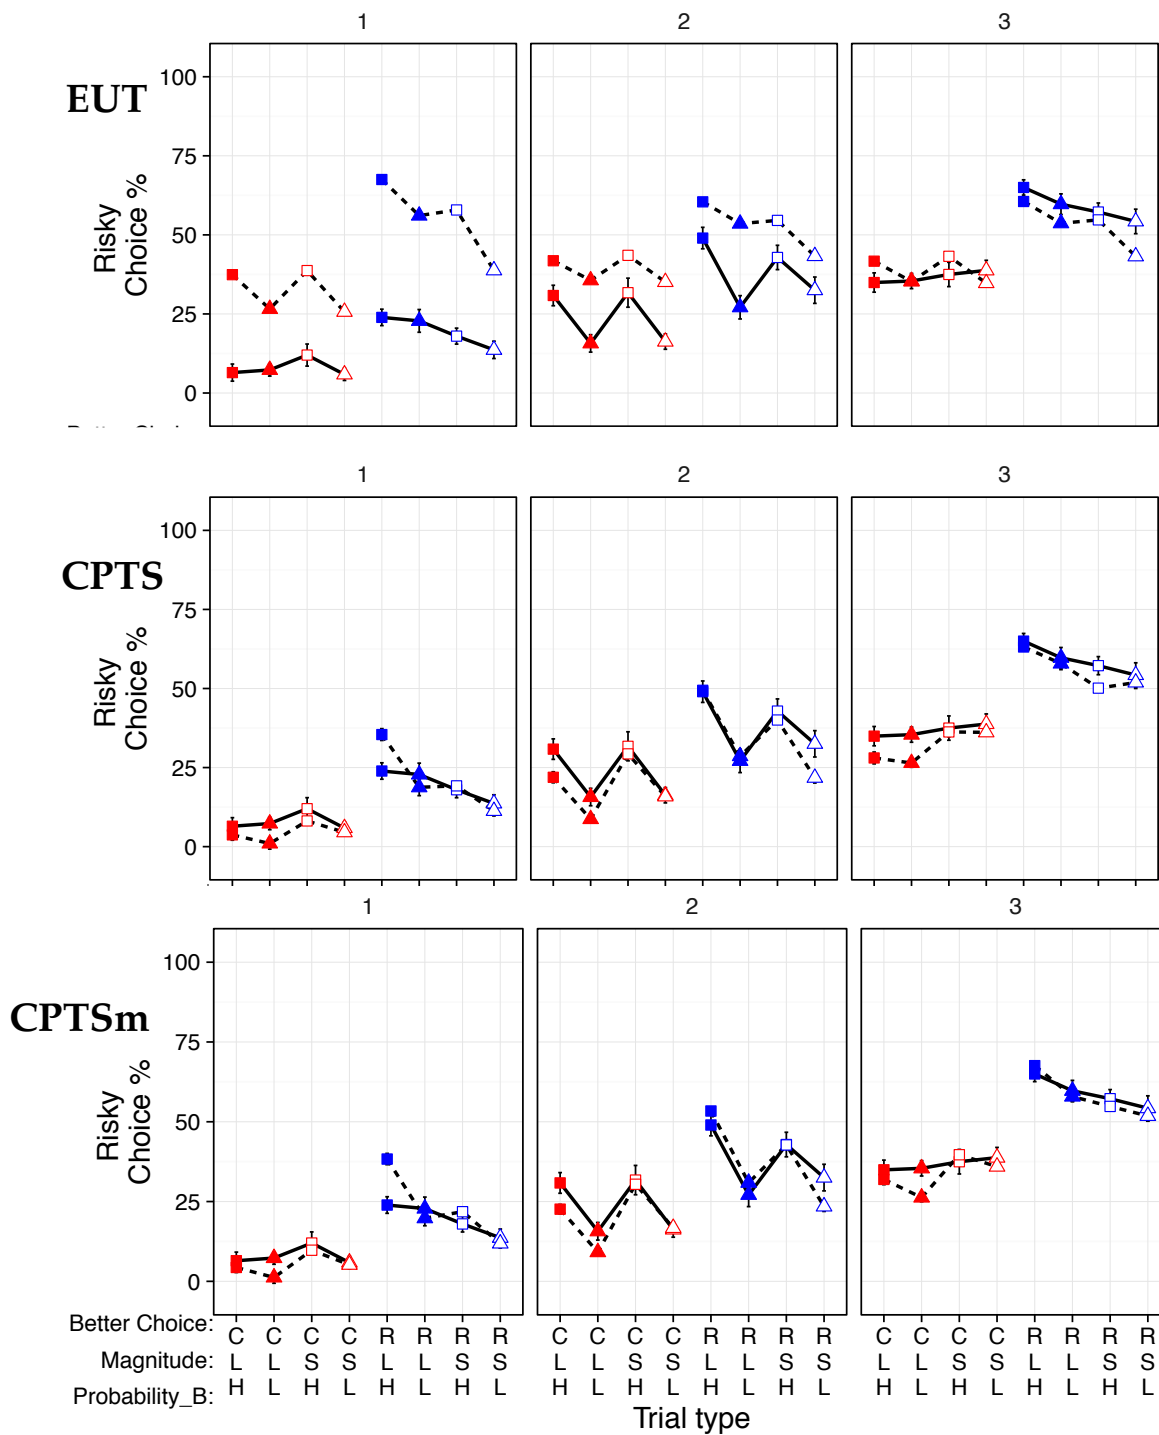 1 2 3
EUT
Risky
Choice %
100
75
50
25
0
1 2 3
CPTS
Risky
Choice %
100
75
50
25
0
1 2 3
CPTSm
Risky
Choice %
100
75
50
25
0
Better Choice: C C C C R R R R C C C C R R R R C C C C R R R R
Magnitude: L L S S L L S S L L S S L L S S L L S S L L S S
Probability_B: H L H L H L H L H L H L H L H L H L H L H L H L
Trial type